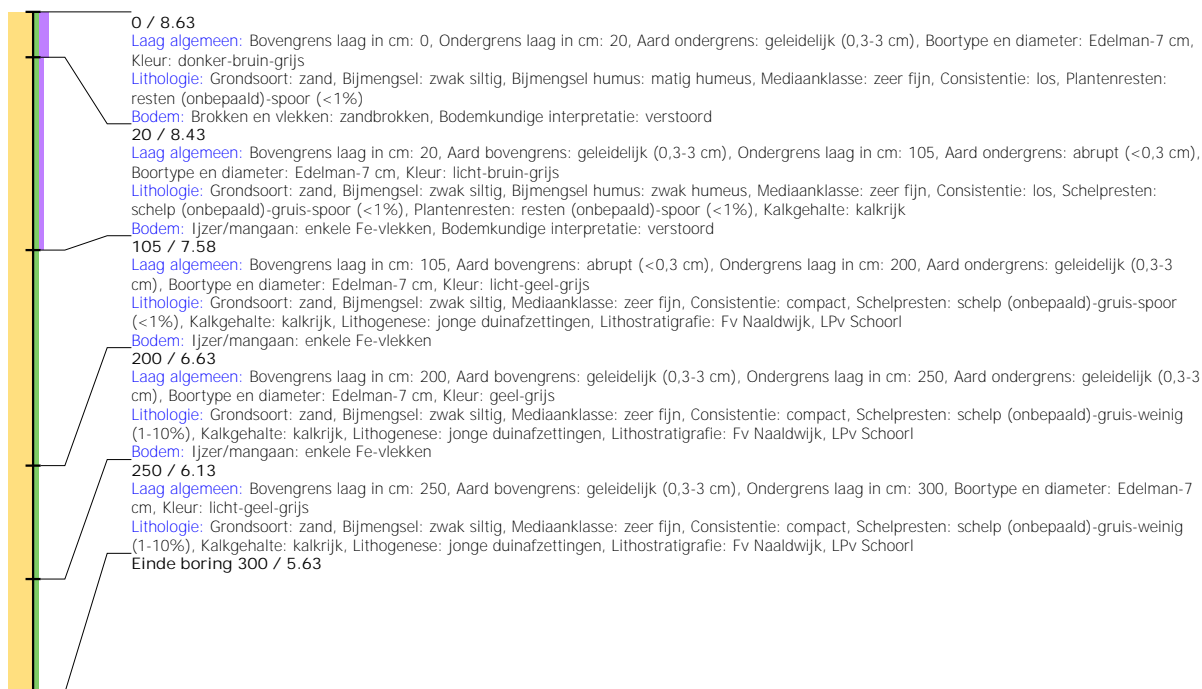 0 / 8.63
Laag algemeen: Bovengrens laag in cm: 0, Ondergrens laag in cm: 20, Aard ondergrens: geleidelijk (0,3-3 cm), Boortype en diameter: Edelman-7 cm,
Kleur: donker-bruin-grijs
Lithologie: Grondsoort: zand, Bijmengsel: zwak siltig, Bijmengsel humus: matig humeus, Mediaanklasse: zeer fijn, Consistentie: los, Plantenresten:
resten (onbepaald)-spoor (<1%)
Bodem: Brokken en vlekken: zandbrokken, Bodemkundige interpretatie: verstoord
20 / 8.43
Laag algemeen: Bovengrens laag in cm: 20, Aard bovengrens: geleidelijk (0,3-3 cm), Ondergrens laag in cm: 105, Aard ondergrens: abrupt (<0,3 cm),
Boortype en diameter: Edelman-7 cm, Kleur: licht-bruin-grijs
Lithologie: Grondsoort: zand, Bijmengsel: zwak siltig, Bijmengsel humus: zwak humeus, Mediaanklasse: zeer fijn, Consistentie: los, Schelpresten:
schelp (onbepaald)-gruis-spoor (<1%), Plantenresten: resten (onbepaald)-spoor (<1%), Kalkgehalte: kalkrijk
Bodem: Ijzer/mangaan: enkele Fe-vlekken, Bodemkundige interpretatie: verstoord
105 / 7.58
Laag algemeen: Bovengrens laag in cm: 105, Aard bovengrens: abrupt (<0,3 cm), Ondergrens laag in cm: 200, Aard ondergrens: geleidelijk (0,3-3
cm), Boortype en diameter: Edelman-7 cm, Kleur: licht-geel-grijs
Lithologie: Grondsoort: zand, Bijmengsel: zwak siltig, Mediaanklasse: zeer fijn, Consistentie: compact, Schelpresten: schelp (onbepaald)-gruis-spoor
(<1%), Kalkgehalte: kalkrijk, Lithogenese: jonge duinafzettingen, Lithostratigrafie: Fv Naaldwijk, LPv Schoorl
Bodem: Ijzer/mangaan: enkele Fe-vlekken
200 / 6.63
Laag algemeen: Bovengrens laag in cm: 200, Aard bovengrens: geleidelijk (0,3-3 cm), Ondergrens laag in cm: 250, Aard ondergrens: geleidelijk (0,3-3
cm), Boortype en diameter: Edelman-7 cm, Kleur: geel-grijs
Lithologie: Grondsoort: zand, Bijmengsel: zwak siltig, Mediaanklasse: zeer fijn, Consistentie: compact, Schelpresten: schelp (onbepaald)-gruis-weinig
(1-10%), Kalkgehalte: kalkrijk, Lithogenese: jonge duinafzettingen, Lithostratigrafie: Fv Naaldwijk, LPv Schoorl
Bodem: Ijzer/mangaan: enkele Fe-vlekken
250 / 6.13
Laag algemeen: Bovengrens laag in cm: 250, Aard bovengrens: geleidelijk (0,3-3 cm), Ondergrens laag in cm: 300, Boortype en diameter: Edelman-7
cm, Kleur: licht-geel-grijs
Lithologie: Grondsoort: zand, Bijmengsel: zwak siltig, Mediaanklasse: zeer fijn, Consistentie: compact, Schelpresten: schelp (onbepaald)-gruis-weinig
(1-10%), Kalkgehalte: kalkrijk, Lithogenese: jonge duinafzettingen, Lithostratigrafie: Fv Naaldwijk, LPv Schoorl
Einde boring 300 / 5.63